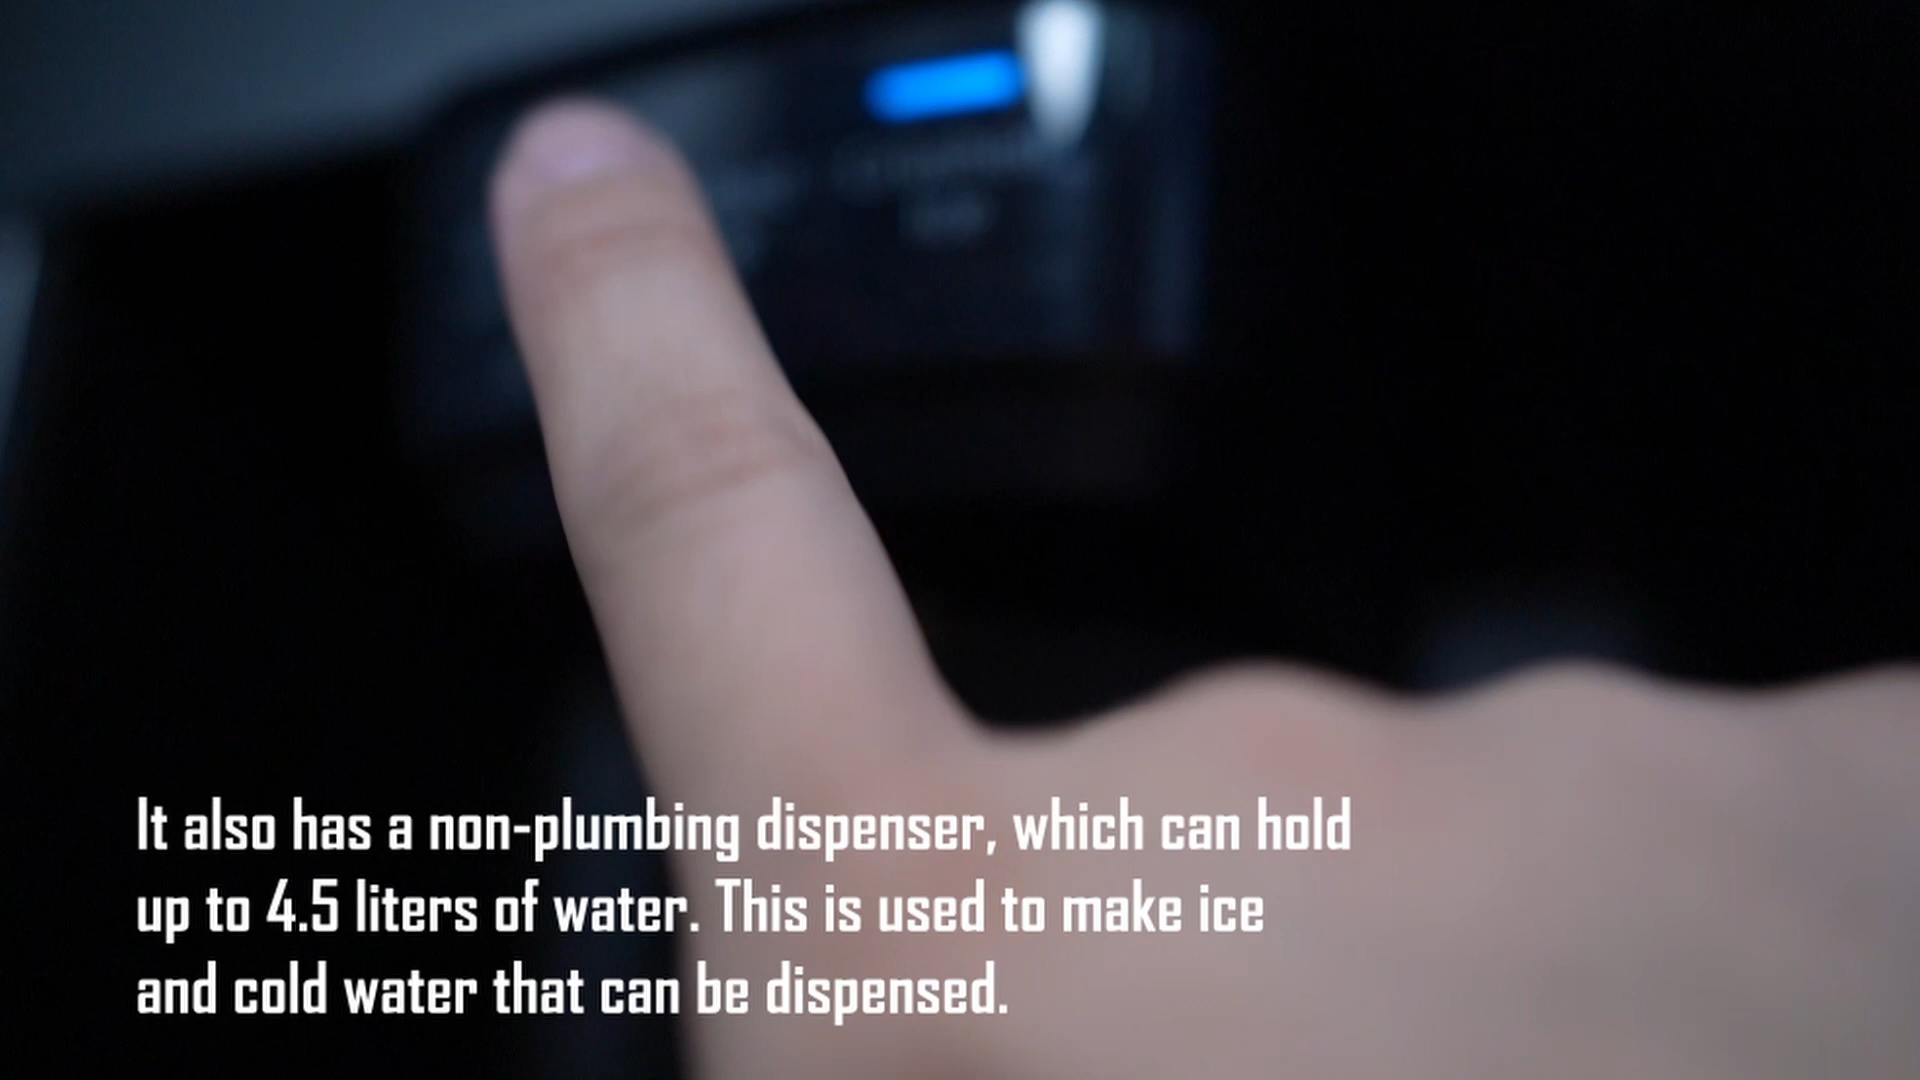 It also has a non-plumbing dispenser, which can hold
up to 4.5 liters of water. This is used to make ice
and cold water that can be dispensed.